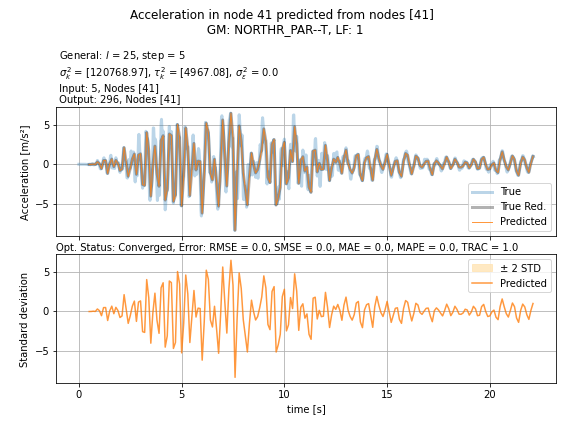 Acceleration in node 41 predicted from nodes [41]
GM: NORTHR_PAR--T, LF: 1
General: l = 25, step = 5
σ²ₖ = [120768.97], τ²ₖ = [4967.08], σ²ε = 0.0
Input: 5, Nodes [41]
Output: 296, Nodes [41]
Acceleration [m/s²]
5
0
−5
True
True Red.
Predicted
Opt. Status: Converged, Error: RMSE = 0.0, SMSE = 0.0, MAE = 0.0, MAPE = 0.0, TRAC = 1.0
Standard deviation
5
0
−5
± 2 STD
Predicted
0 5 10 15 20
time [s]